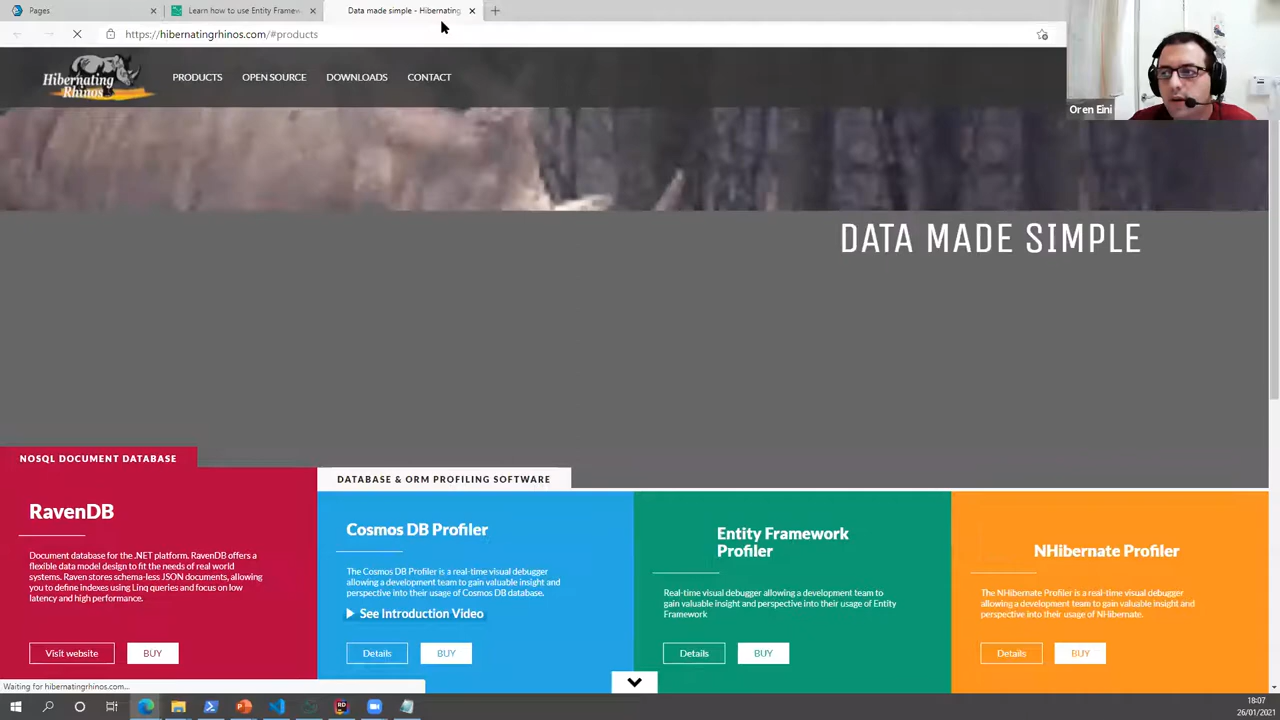 Pages
Learn how to use Entity Framew
Data made simple - Hibernating
https://hibernatingrhinos.com/#products
Hibernating
Rhinos
PRODUCTS
OPEN SOURCE
DOWNLOADS
CONTACT
Oren Eini
DATA MADE SIMPLE
NOSQL DOCUMENT DATABASE
DATABASE & ORM PROFILING SOFTWARE
RavenDB
Document database for the .NET platform. RavenDB offers a
flexible data model design to fit the needs of real world
systems. Raven stores schema-less JSON documents, allowing
you to define indexes using Linq queries and focus on low
latency and high performance.
Visit website
BUY
Cosmos DB Profiler
The Cosmos DB Profiler is a real-time visual debugger
allowing a development team to gain valuable insight and
perspective into their usage of Cosmos DB database.
See Introduction Video
Details
BUY
Entity Framework
Profiler
Real-time visual debugger allowing a development team to
gain valuable insight and perspective into their usage of Entity
Framework
Details
BUY
NHibernate Profiler
The NHibernate Profiler is a real-time visual debugger
allowing a development team to gain valuable insight and
perspective into their usage of NHibernate.
Details
BUY
Waiting for hibernatingrhinos.com...
RD
18:07
26/01/2021